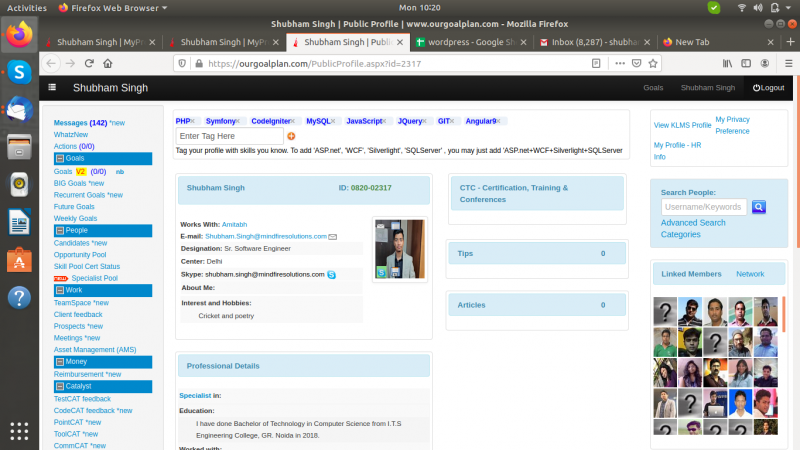 Activities Firefox Web Browser Mon 10:20
Shubham Singh | Public Profile | www.ourgoalplan.com - Mozilla Firefox
Shubham Singh | MyPr Shubham Singh | MyPr Shubham Singh | Public wordpress - Google Sh Inbox (8,287) - shubha New Tab
https://ourgoalplan.com/PublicProfile.aspx?id=2317
Shubham Singh Goals Shubham Singh Logout
Messages (142) *new
WhatzNew
Actions (0/0)
Goals
Goals V2 (0/0) nb
BIG Goals *new
Recurrent Goals *new
Future Goals
Weekly Goals
People
Candidates *new
Opportunity Pool
Skill Pool Cert Status
Specialist Pool
Work
TeamSpace *new
Client feedback
Prospects *new
Meetings *new
Asset Management (AMS)
Money
Reimbursement *new
Catalyst
TestCAT feedback
CodeCAT feedback *new
PointCAT *new
ToolCAT *new
CommCAT *new
PHP× Symfony× CodeIgniter× MySQL× JavaScript× JQuery× GIT× Angular9×
Enter Tag Here
Tag your profile with skills you know. To add 'ASP.net', 'WCF', 'Silverlight', 'SQLServer' , you may just add ASP.net+WCF+Silverlight+SQLServer
Shubham Singh ID: 0820-02317
Works With: Amitabh
E-mail: Shubham.Singh@mindfiresolutions.com
Designation: Sr. Software Engineer
Center: Delhi
Skype: shubham.singh@mindfiresolutions.com
About Me:
Interest and Hobbies:
Cricket and poetry
Professional Details
Specialist in:
Education:
I have done Bachelor of Technology in Computer Science from I.T.S
Engineering College, GR. Noida in 2018.
Worked with:
CTC - Certification, Training &
Conferences
Tips 0
Articles 0
View KLMS Profile My Privacy
Preference
My Profile - HR
Info
Search People:
Username/Keywords
Advanced Search
Categories
Linked Members Network